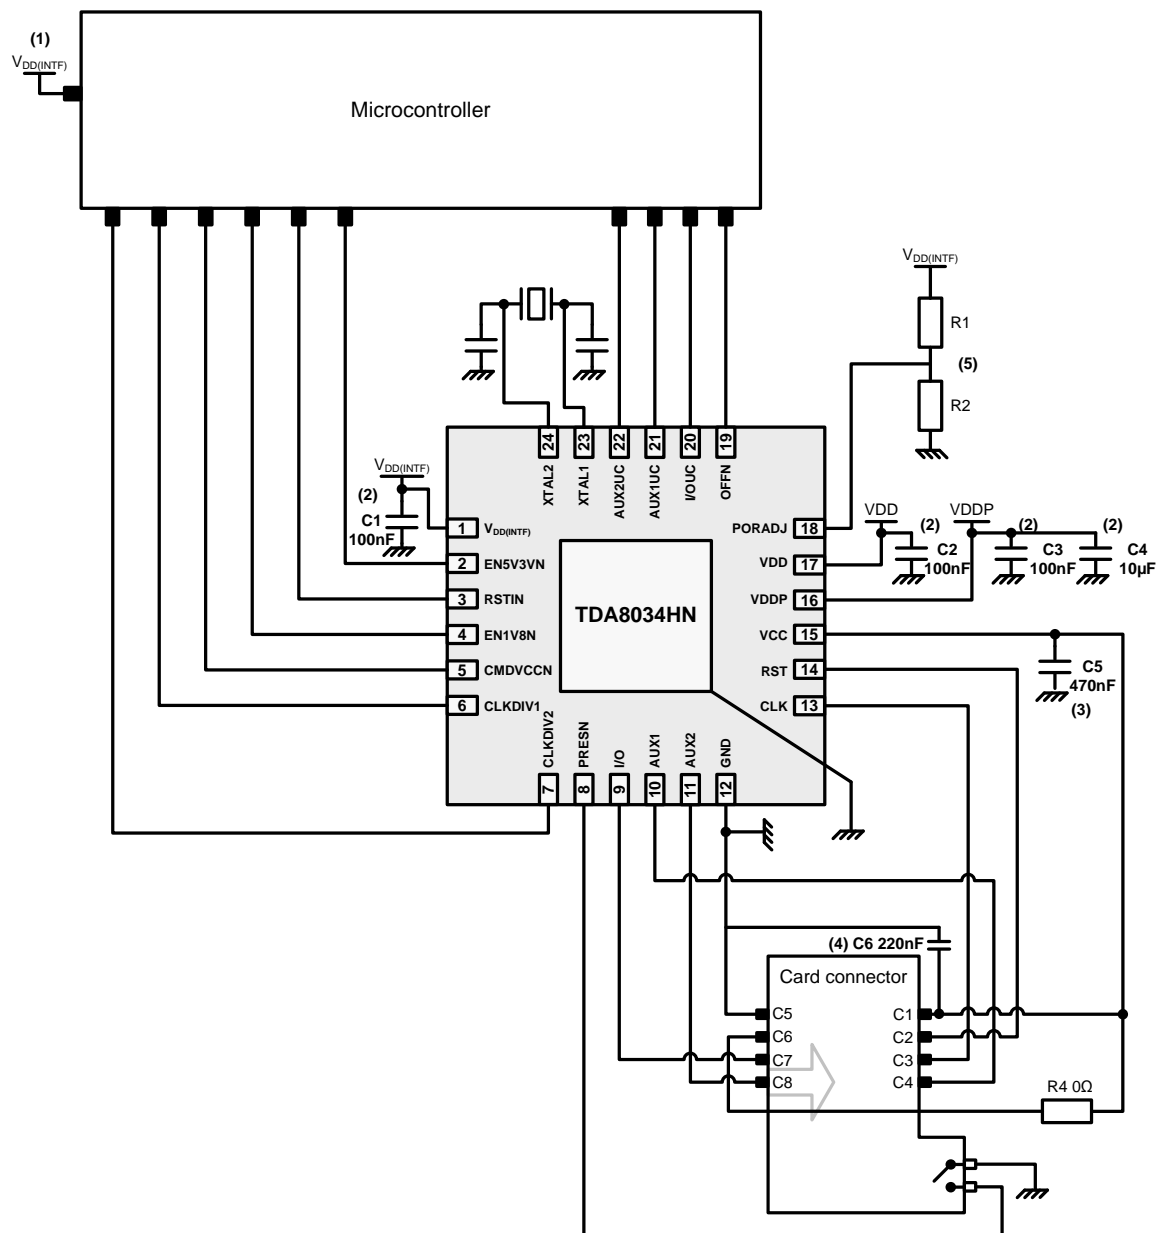 (1)
VDD(INTF)
Microcontroller
VDD(INTF)
R1
(5)
R2
VDD(INTF)
(2)
C1
100nF
24
23
22
21
20
19
XTAL2
XTAL1
AUX2UC
AUX1UC
I/OUC
OFFN
1
VDD(INTF)
2
EN5V3VN
3
RSTIN
4
EN1V8N
5
CMDVCCN
6
CLKDIV1
TDA8034HN
PORADJ
18
VDD
17
VDDP
16
VCC
15
RST
14
CLK
13
VDD
(2)
C2
100nF
VDDP
(2)
C3
100nF
(2)
C4
10µF
C5
470nF
(3)
CLKDIV2
PRESN
I/O
AUX1
AUX2
GND
7
8
9
10
11
12
(4) C6 220nF
Card connector
C5
C1
C6
C2
C7
C3
C8
C4
R4 0Ω